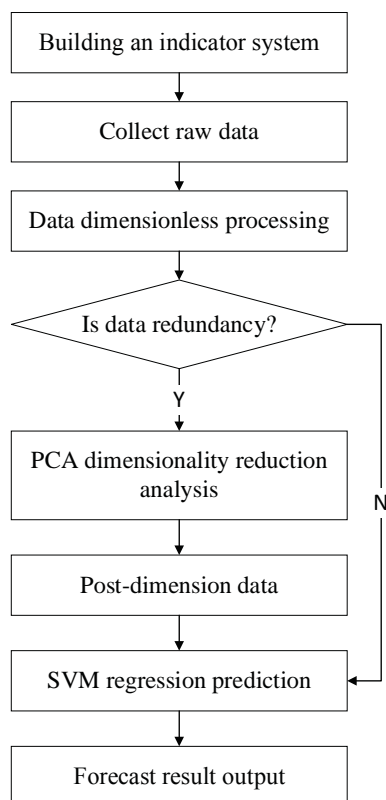 Building an indicator system
Collect raw data
Data dimensionless processing
Is data redundancy?
Y
PCA dimensionality reduction
analysis
N
Post-dimension data
SVM regression prediction
Forecast result output